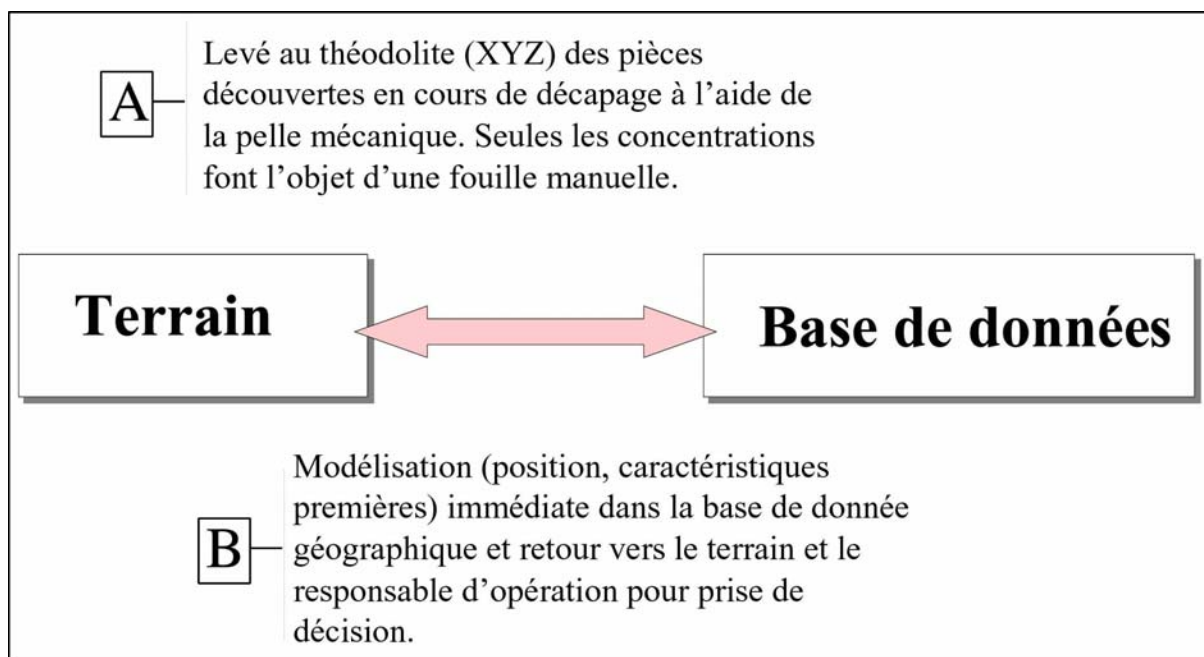 A
Levé au théodolite (XYZ) des pièces
découvertes en cours de décapage à l’aide de
la pelle mécanique. Seules les concentrations
font l’objet d’une fouille manuelle.
Terrain
Base de données
B
Modélisation (position, caractéristiques
premières) immédiate dans la base de donnée
géographique et retour vers le terrain et le
responsable d’opération pour prise de
décision.